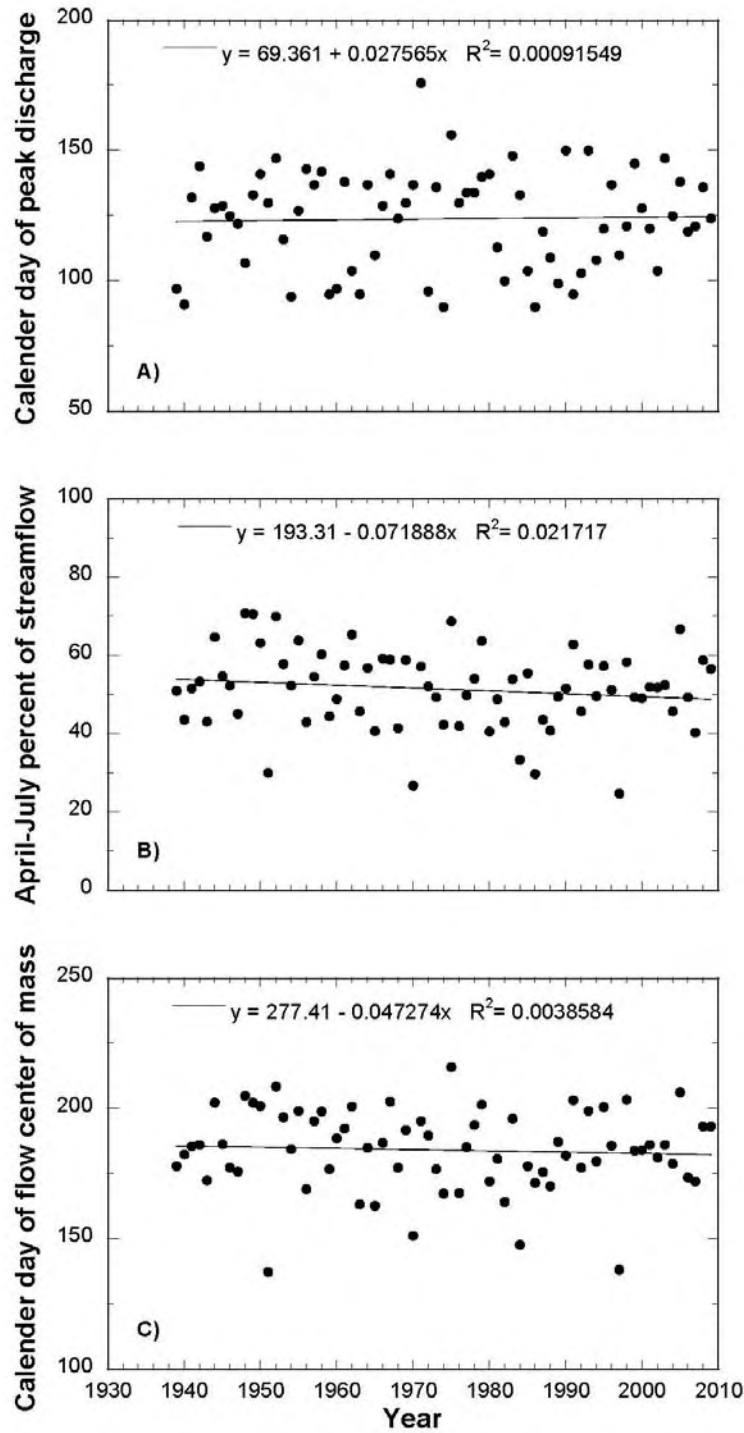 200
y = 69.361 + 0.027565x R²= 0.00091549
150
100
50
Calender day of peak discharge
A)
100
y = 193.31 - 0.071888x R²= 0.021717
80
60
40
20
0
April-July percent of streamflow
B)
250
y = 277.41 - 0.047274x R²= 0.0038584
200
150
100
Calender day of flow center of mass
C)
1930 1940 1950 1960 1970 1980 1990 2000 2010
Year